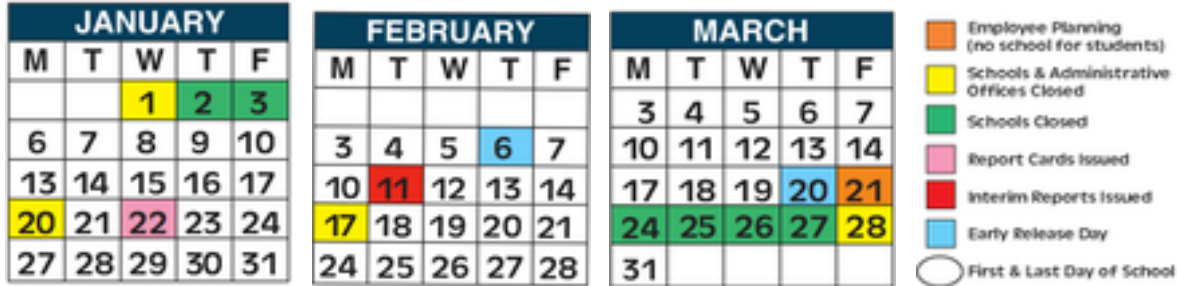 JANUARY
M T W T F
1 2 3
6 7 8 9 10
13 14 15 16 17
20 21 22 23 24
27 28 29 30 31
FEBRUARY
M T W T F
3 4 5 6 7
10 11 12 13 14
17 18 19 20 21
24 25 26 27 28
MARCH
M T W T F
3 4 5 6 7
10 11 12 13 14
17 18 19 20 21
24 25 26 27 28
31
Employee Planning
(no school for students)
Schools & Administrative
Offices Closed
Schools Closed
Report Cards Issued
Interim Reports Issued
Early Release Day
First & Last Day of School